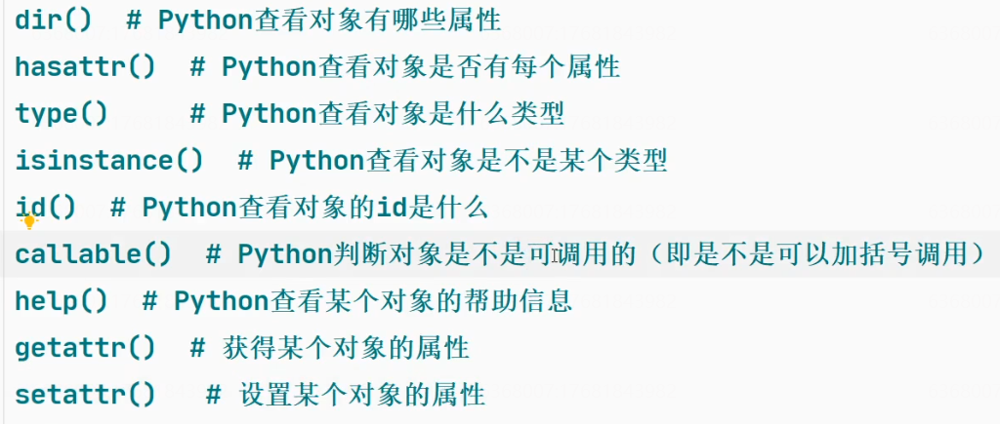 dir()  # Python查看对象有哪些属性
hasattr()  # Python查看对象是否有每个属性
type()     # Python查看对象是什么类型
isinstance()  # Python查看对象是不是某个类型
id()  # Python查看对象的id是什么
callable()  # Python判断对象是不是可调用的（即是不是可以加括号调用）
help()  # Python查看某个对象的帮助信息
getattr()  # 获得某个对象的属性
setattr()   # 设置某个对象的属性